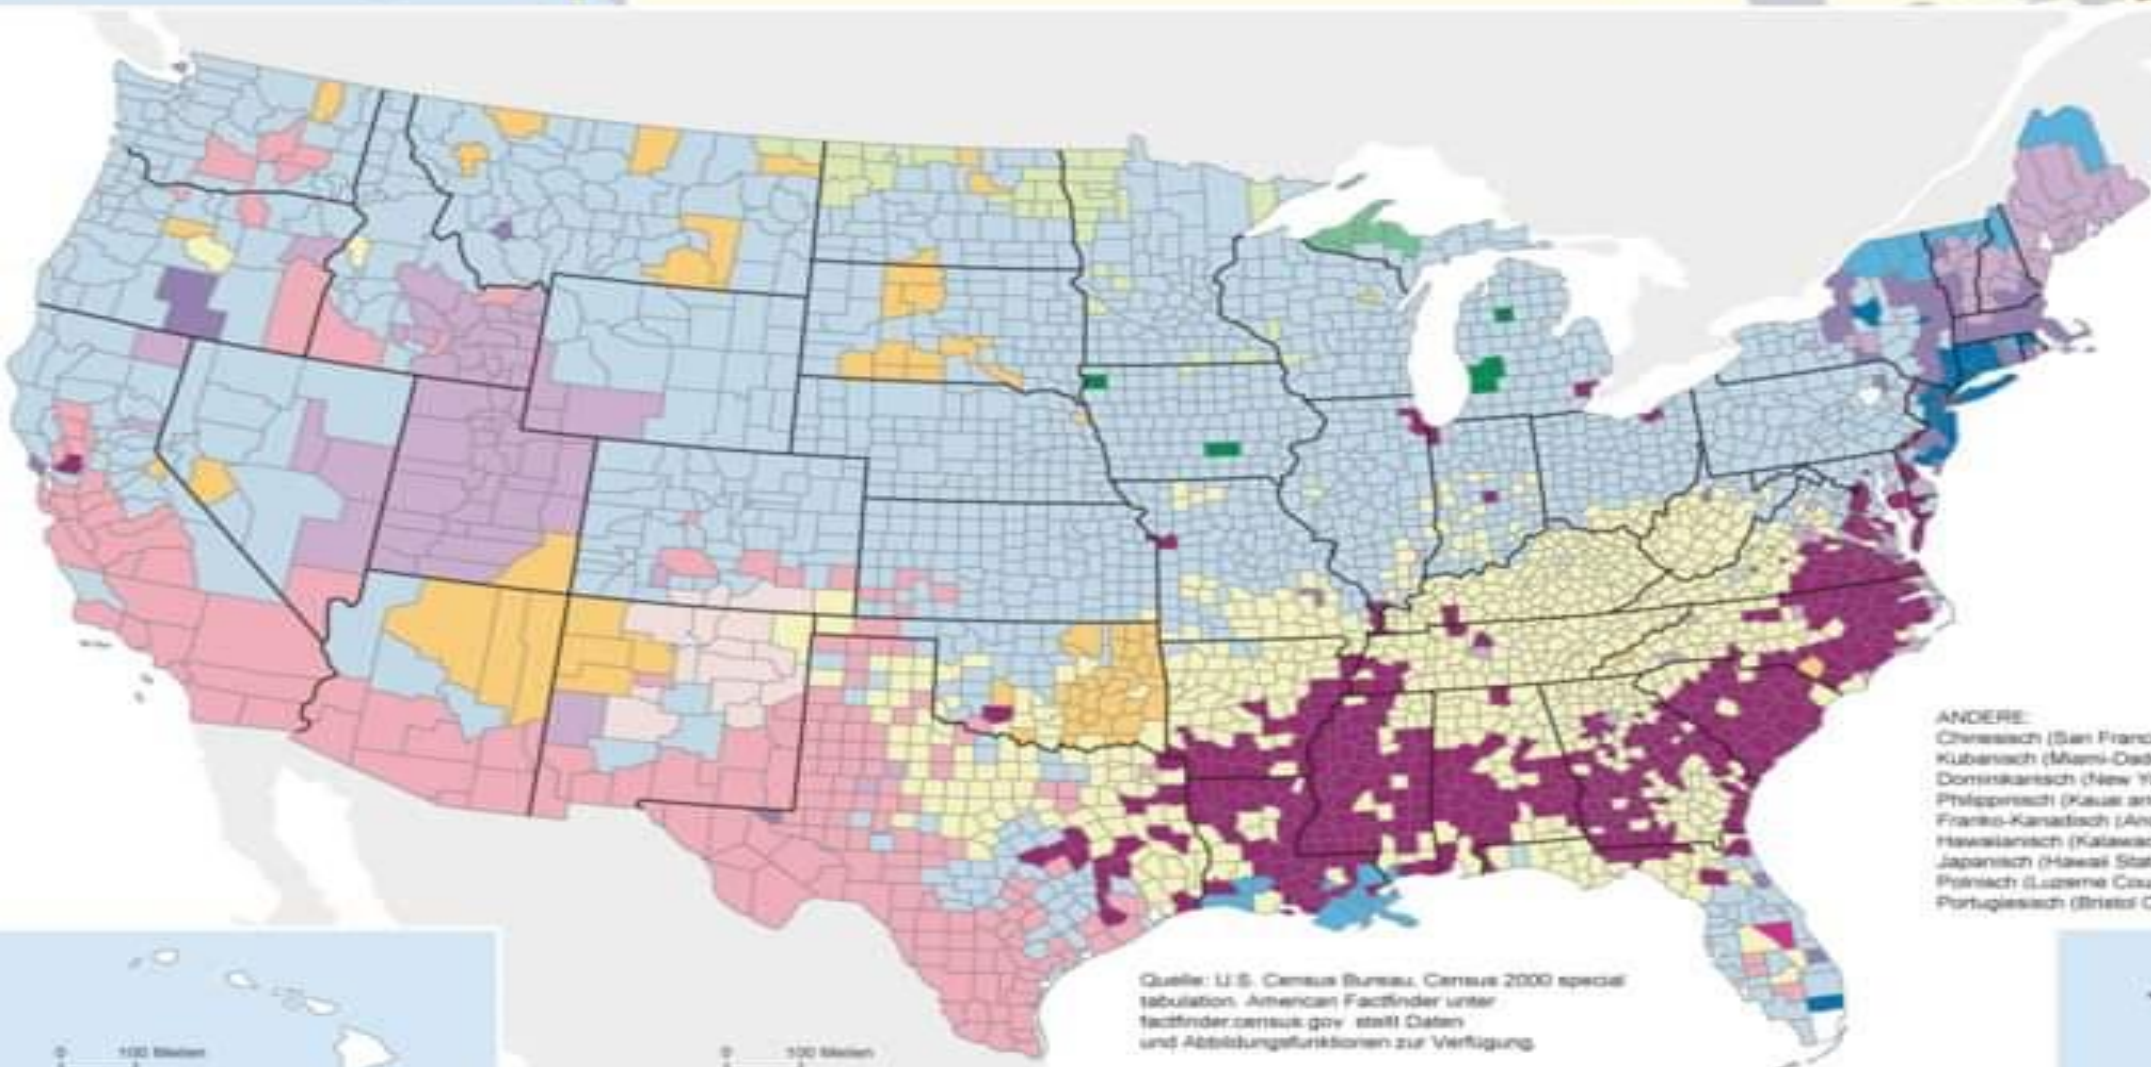 ANDERE:
Chinesisch (San Franc
Kubanisch (Miami-Dad
Dominikanisch (New Y
Philippinisch (Kauai an
Franko-Kanadisch (An
Hawaiianisch (Kalawao
Japanisch (Hawaii Stat
Polnisch (Luzerne Cou
Portugiesisch (Bristol C
Quelle: U.S. Census Bureau, Census 2000 special
tabulation. American Factfinder unter
factfinder.census.gov stellt Daten
und Abbildungsfunktionen zur Verfügung.
0 100 Meilen
0 100 Meilen